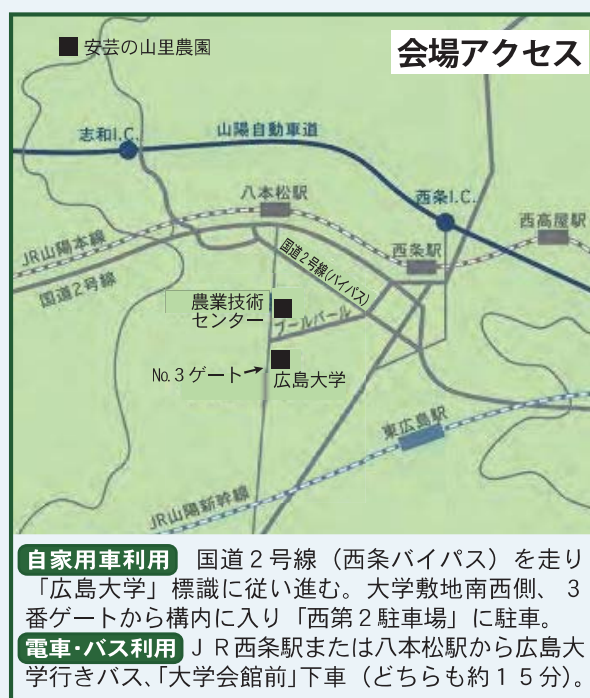 会場アクセス
■ 安芸の山里農園
志和I.C.
山陽自動車道
八本松駅
西条I.C.
西高屋駅
西条駅
JR山陽本線
国道2号線
国道2号線(バイパス)
農業技術
センター
ブールバール
No.3ゲート→
広島大学
東広島駅
JR山陽新幹線
自家用車利用 国道2号線（西条バイパス）を走り
「広島大学」標識に従い進む。大学敷地南西側、3
番ゲートから構内に入り「西第2駐車場」に駐車。
電車・バス利用 ＪＲ西条駅または八本松駅から広島大
学行きバス、「大学会館前」下車（どちらも約１５分）。